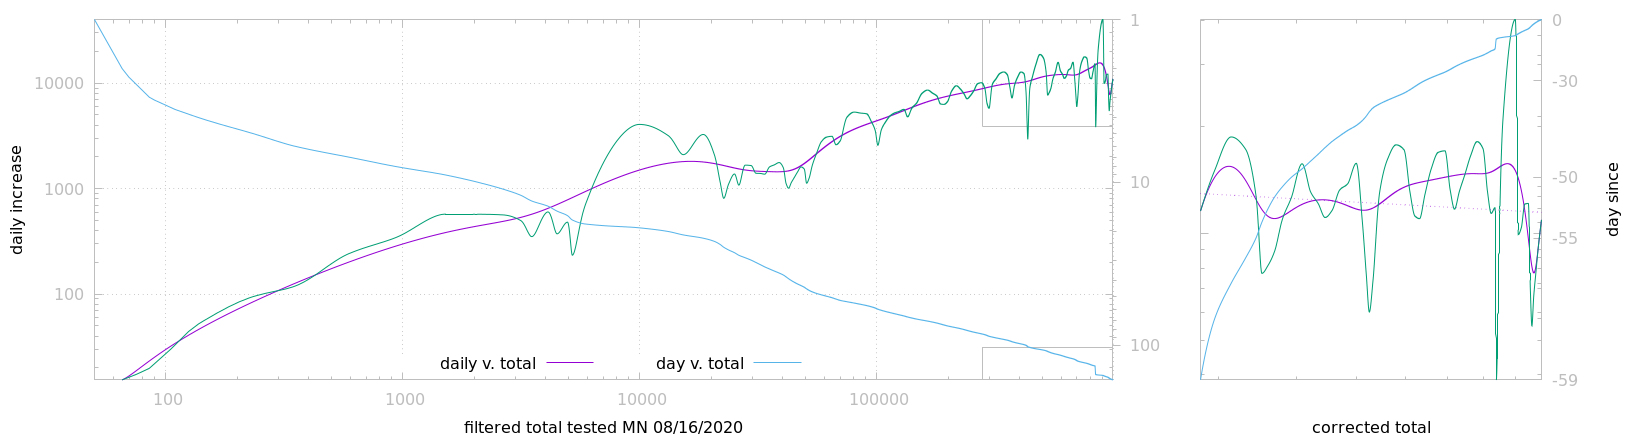 10000
1000
100
daily increase
1
10
100
daily v. total
day v. total
100
1000
10000
100000
filtered total tested MN 08/16/2020
0
-30
-50
-55
-59
day since
corrected total